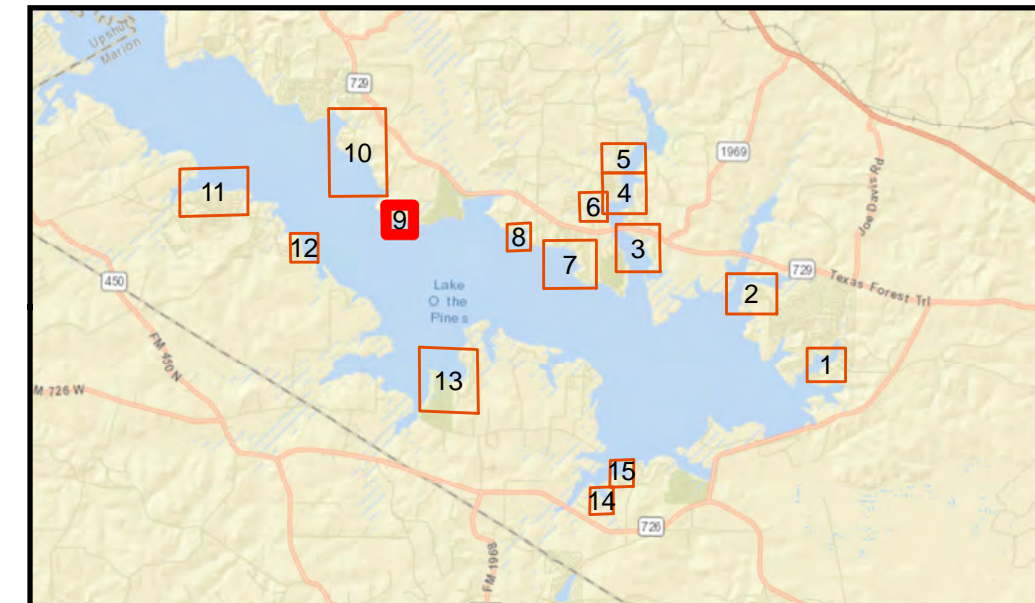 Upshur
Marion
729
10
5
1969
4
11
6
9
Joe Davis Rd
8
3
12
7
729
450
Lake
O the
Pines
2
Texas Forest Trl
FM 450 N
1
13
M 726 W
15
14
726
FM 1968